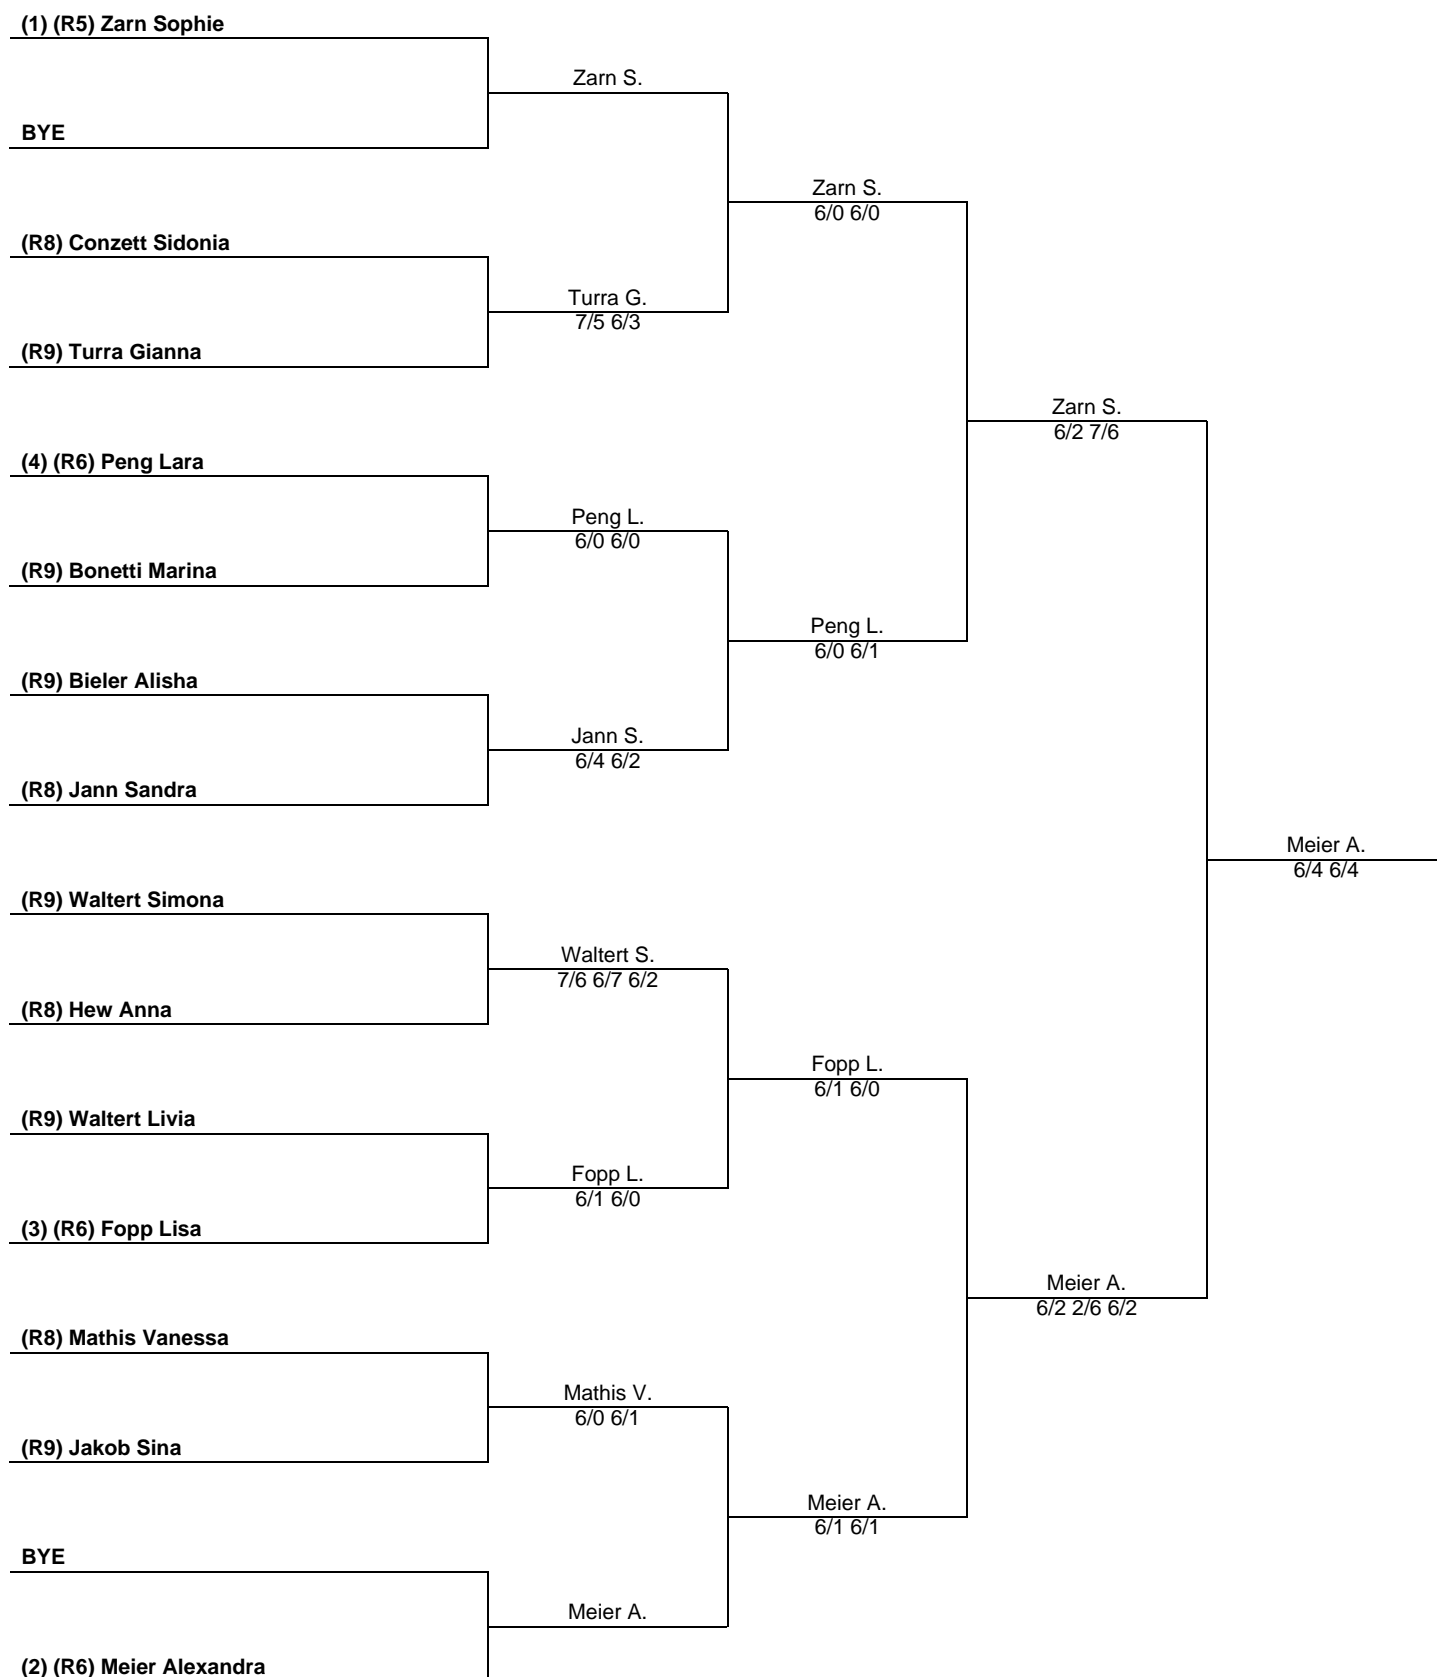 (1) (R5) Zarn Sophie
Zarn S.
BYE
Zarn S.
6/0 6/0
(R8) Conzett Sidonia
Turra G.
7/5 6/3
(R9) Turra Gianna
Zarn S.
6/2 7/6
(4) (R6) Peng Lara
Peng L.
6/0 6/0
(R9) Bonetti Marina
Peng L.
6/0 6/1
(R9) Bieler Alisha
Jann S.
6/4 6/2
(R8) Jann Sandra
Meier A.
6/4 6/4
(R9) Waltert Simona
Waltert S.
7/6 6/7 6/2
(R8) Hew Anna
Fopp L.
6/1 6/0
(R9) Waltert Livia
Fopp L.
6/1 6/0
(3) (R6) Fopp Lisa
Meier A.
6/2 2/6 6/2
(R8) Mathis Vanessa
Mathis V.
6/0 6/1
(R9) Jakob Sina
Meier A.
6/1 6/1
BYE
Meier A.
(2) (R6) Meier Alexandra